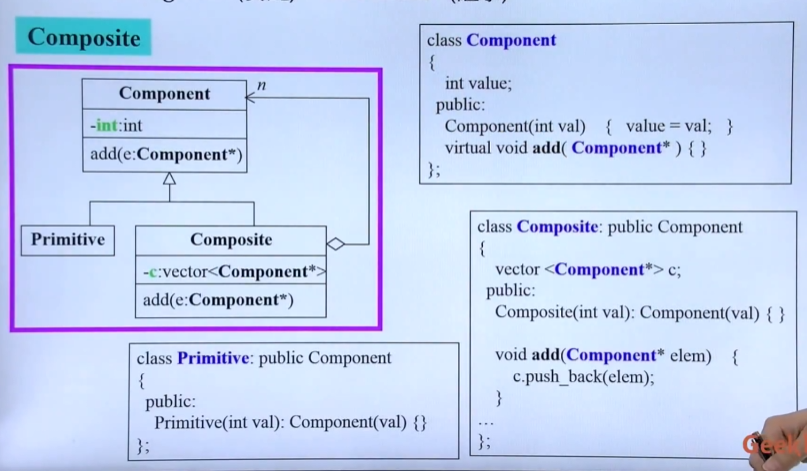 Composite
Component
n
-int:int
add(e:Component*)
Primitive
Composite
-c:vector<Component*>
add(e:Component*)
class Component
{
int value;
public:
Component(int val) { value = val; }
virtual void add( Component* ) { }
};
class Composite: public Component
{
vector <Component*> c;
public:
Composite(int val): Component(val) { }
void add(Component* elem) {
c.push_back(elem);
}
...
};
class Primitive: public Component
{
public:
Primitive(int val): Component(val) {}
};